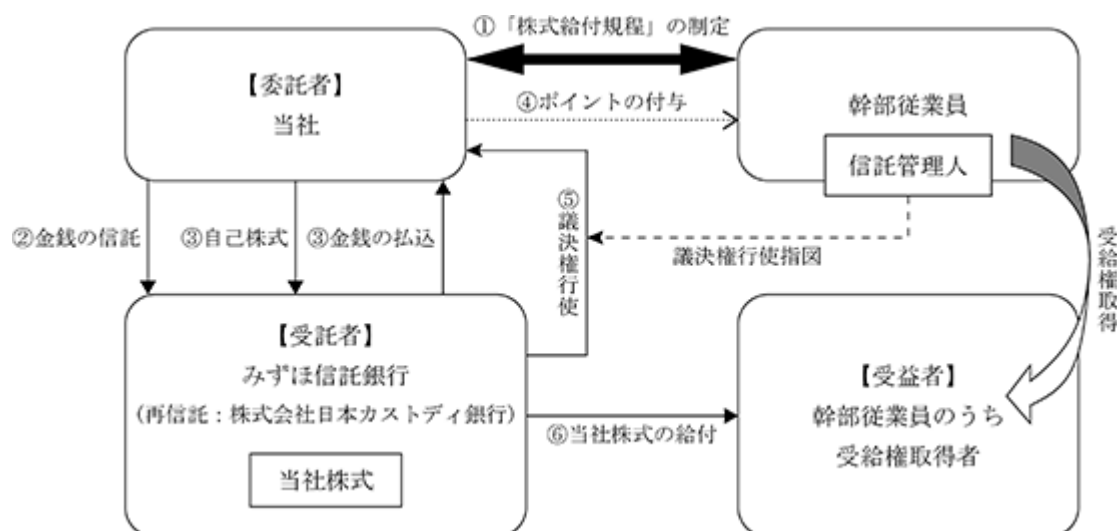 ①「株式給付規程」の制定
【委託者】
当社
④ポイントの付与
幹部従業員
信託管理人
②金銭の信託
③自己株式
③金銭の払込
⑤議決権行使
議決権行使指図
受給権取得
【受託者】
みずほ信託銀行
(再信託：株式会社日本カストディ銀行)
当社株式
⑥当社株式の給付
【受益者】
幹部従業員のうち
受給権取得者